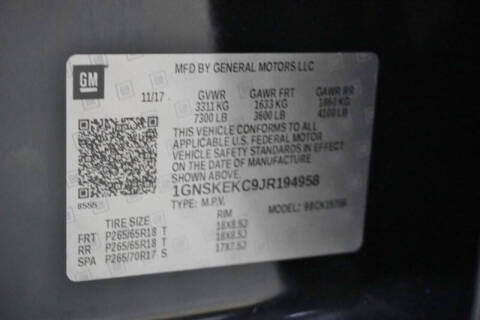 GM
MFD BY GENERAL MOTORS LLC
11/17 GVWR GAWR FRT GAWR RR
3311 KG 1633 KG 1860 KG
7300 LB 3600 LB 4100 LB
THIS VEHICLE CONFORMS TO ALL
APPLICABLE U.S. FEDERAL MOTOR
VEHICLE SAFETY STANDARDS IN EFFECT
ON THE DATE OF MANUFACTURE SHOWN ABOVE
1GNSKEKC9JR194958
TYPE: M.P.V. MODEL:
TIRE SIZE RIM
FRT P265/65R18 T 18X8.5J
RR P265/65R18 T 18X8.5J
SPA P265/70R17 S 17X7.5J